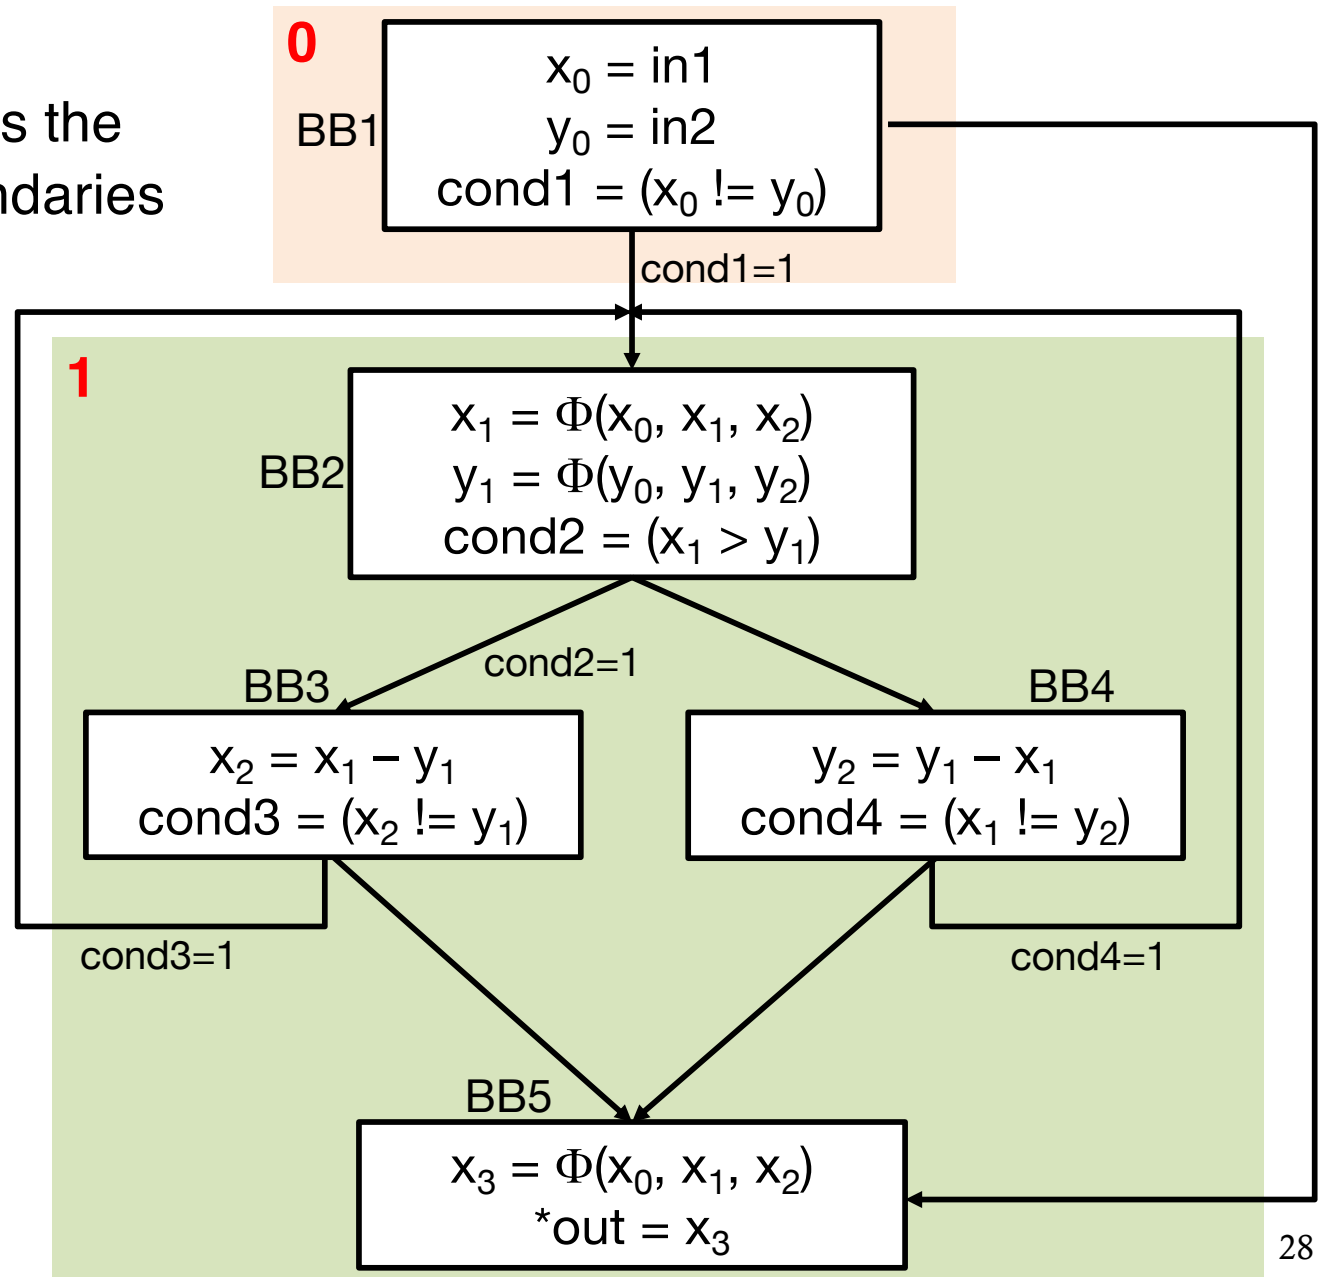 s the
ndaries
0
BB1
x₀ = in1
y₀ = in2
cond1 = (x₀ != y₀)
cond1=1
1
BB2
x₁ = Φ(x₀, x₁, x₂)
y₁ = Φ(y₀, y₁, y₂)
cond2 = (x₁ > y₁)
cond2=1
BB3
x₂ = x₁ – y₁
cond3 = (x₂ != y₁)
cond3=1
BB4
y₂ = y₁ – x₁
cond4 = (x₁ != y₂)
cond4=1
BB5
x₃ = Φ(x₀, x₁, x₂)
*out = x₃
28